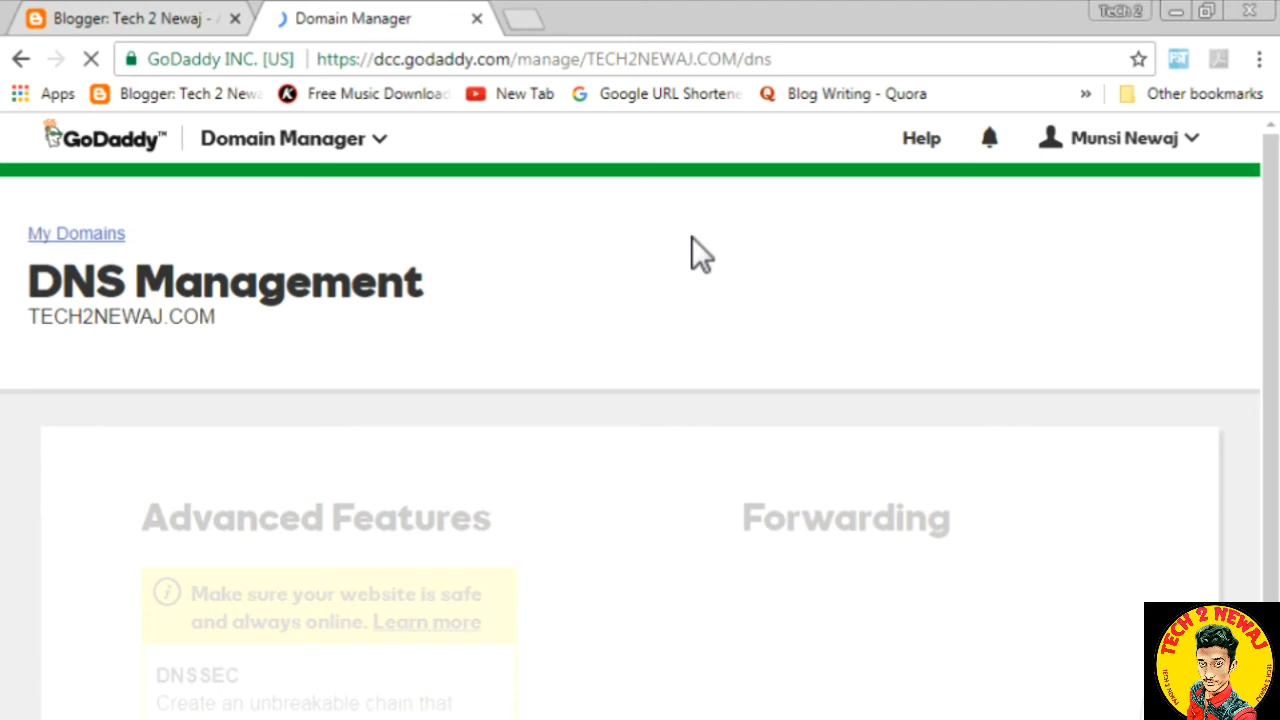 Blogger: Tech 2 Newaj -
Domain Manager
TeCh 2
GoDaddy INC. [US]
https://dcc.godaddy.com/manage/TECH2NEWAJ.COM/dns
Apps
Blogger: Tech 2 Newa
Free Music Download
New Tab
Google URL Shortene
Blog Writing - Quora
»
Other bookmarks
GoDaddy™
Domain Manager
Help
Munsi Newaj
My Domains
DNS Management
TECH2NEWAJ.COM
Advanced Features
Forwarding
Make sure your website is safe
and always online. Learn more
DNSSEC
Create an unbreakable chain that
TECH 2 NEWAJ